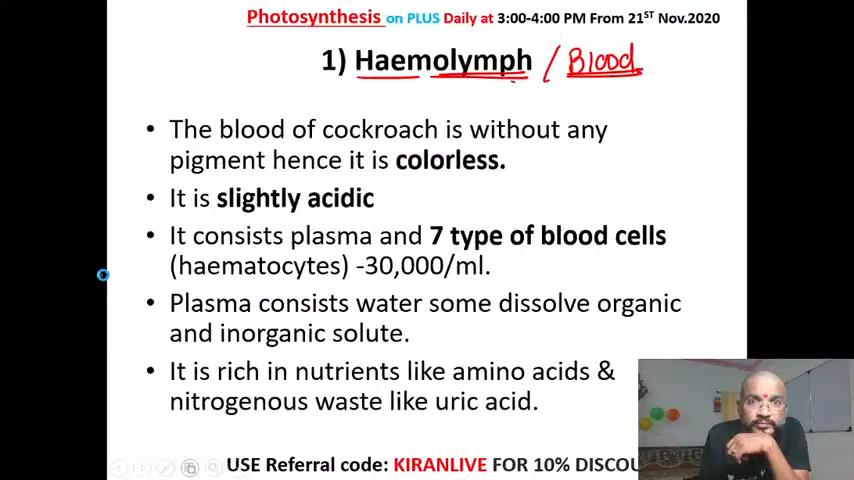 Photosynthesis on PLUS Daily at 3:00-4:00 PM From 21ST Nov.2020
1) Haemolymph / Blood
• The blood of cockroach is without any
pigment hence it is colorless.
• It is slightly acidic
• It consists plasma and 7 type of blood cells
(haematocytes) -30,000/ml.
• Plasma consists water some dissolve organic
and inorganic solute.
• It is rich in nutrients like amino acids &
nitrogenous waste like uric acid.
USE Referral code: KIRANLIVE FOR 10% DISCOU